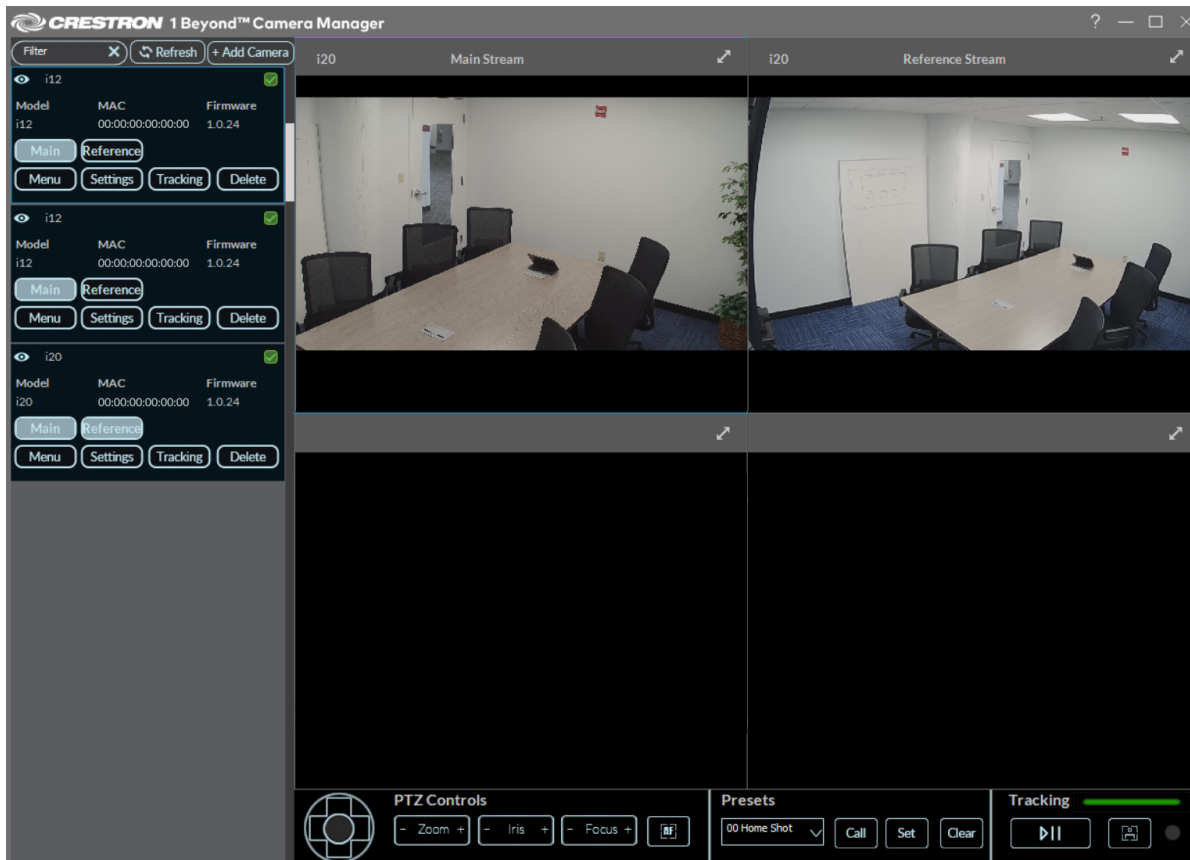 CRESTRON 1 Beyond™ Camera Manager
Filter Refresh + Add Camera
i12
Model MAC Firmware
i12 00:00:00:00:00:00 1.0.24
Main Reference
Menu Settings Tracking Delete
i12
Model MAC Firmware
i12 00:00:00:00:00:00 1.0.24
Main Reference
Menu Settings Tracking Delete
i20
Model MAC Firmware
i20 00:00:00:00:00:00 1.0.24
Main Reference
Menu Settings Tracking Delete
i20 Main Stream
i20 Reference Stream
PTZ Controls
- Zoom + - Iris + - Focus + AF
Presets
00 Home Shot Call Set Clear
Tracking